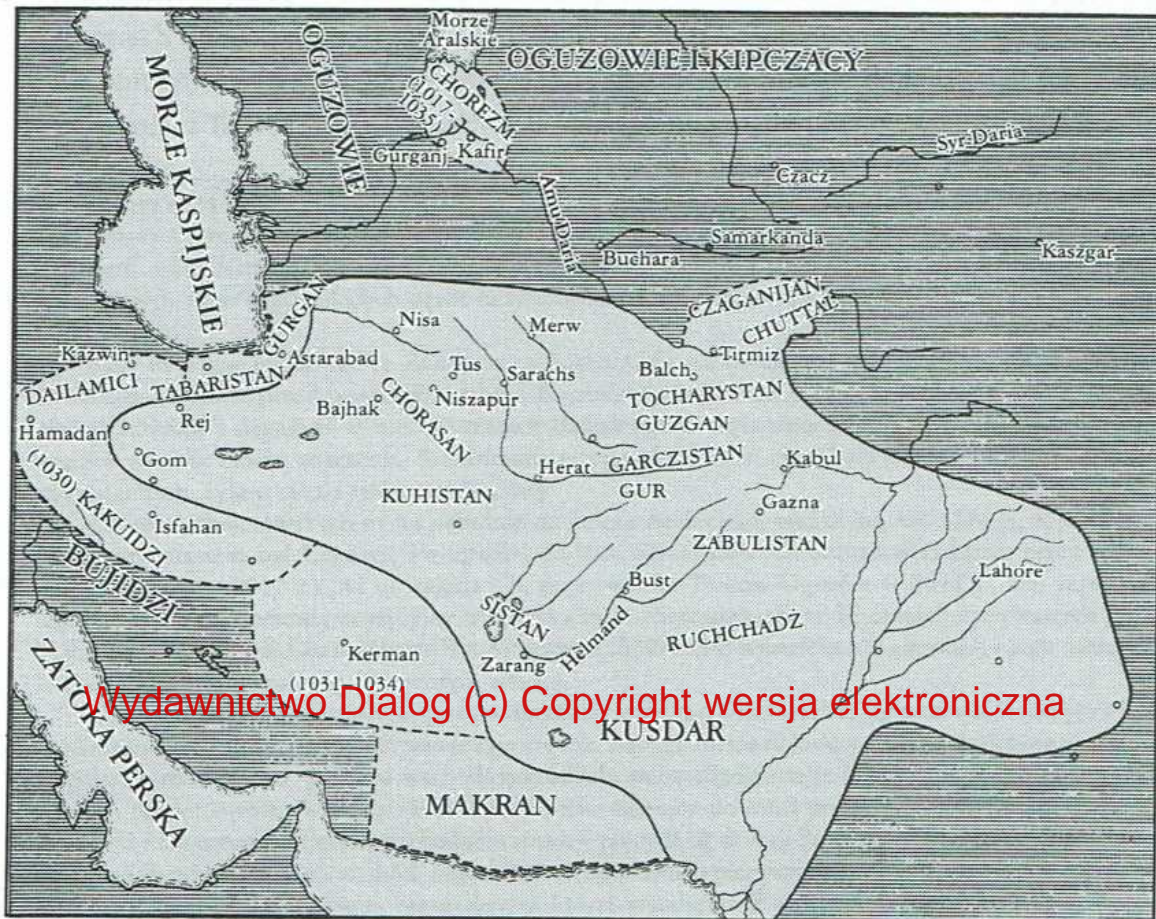 Morze
Aralskie
OGUZOWIE I KIPCZACY
OGUZOWIE
MORZE KASPIJSKIE
CHOREZM
(1017-
1035)
Gurganj
Kafir
Syr Daria
Czacz
Amu Daria
Samarkanda
Buchara
Kaszgar
CZAGANIJAN
CHUTTAL
GURGAN
Nisa
Merw
Tirmiz
Kazwin
Astarabad
DAILAMICI
TABARISTAN
Tus
Sarachs
Balch
TOCHARYSTAN
Niszapur
Bajhak
CHORASAN
GUZGAN
Rej
Hamadan
Gom
Herat
GARCZISTAN
Kabul
(1030) KAKUIDZI
KUHISTAN
GUR
Gazna
Isfahan
ZABULISTAN
BUJIDZI
Bust
Lahore
SISTAN
Helmand
RUCHCHADŻ
Kerman
Zarang
(1031-1034)
ZATOKA PERSKA
Wydawnictwo Dialog (c) Copyright wersja elektroniczna
KUSDAR
MAKRAN